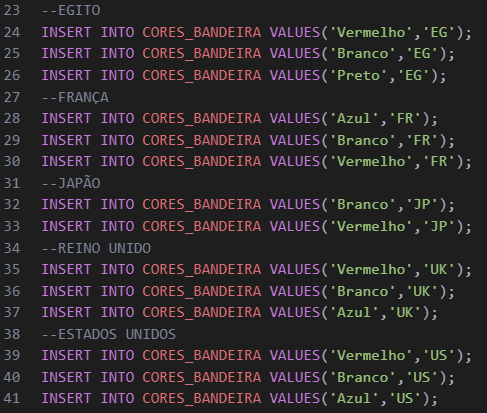 23 --EGITO
24 INSERT INTO CORES_BANDEIRA VALUES('Vermelho','EG');
25 INSERT INTO CORES_BANDEIRA VALUES('Branco','EG');
26 INSERT INTO CORES_BANDEIRA VALUES('Preto','EG');
27 --FRANÇA
28 INSERT INTO CORES_BANDEIRA VALUES('Azul','FR');
29 INSERT INTO CORES_BANDEIRA VALUES('Branco','FR');
30 INSERT INTO CORES_BANDEIRA VALUES('Vermelho','FR');
31 --JAPÃO
32 INSERT INTO CORES_BANDEIRA VALUES('Branco','JP');
33 INSERT INTO CORES_BANDEIRA VALUES('Vermelho','JP');
34 --REINO UNIDO
35 INSERT INTO CORES_BANDEIRA VALUES('Vermelho','UK');
36 INSERT INTO CORES_BANDEIRA VALUES('Branco','UK');
37 INSERT INTO CORES_BANDEIRA VALUES('Azul','UK');
38 --ESTADOS UNIDOS
39 INSERT INTO CORES_BANDEIRA VALUES('Vermelho','US');
40 INSERT INTO CORES_BANDEIRA VALUES('Branco','US');
41 INSERT INTO CORES_BANDEIRA VALUES('Azul','US');